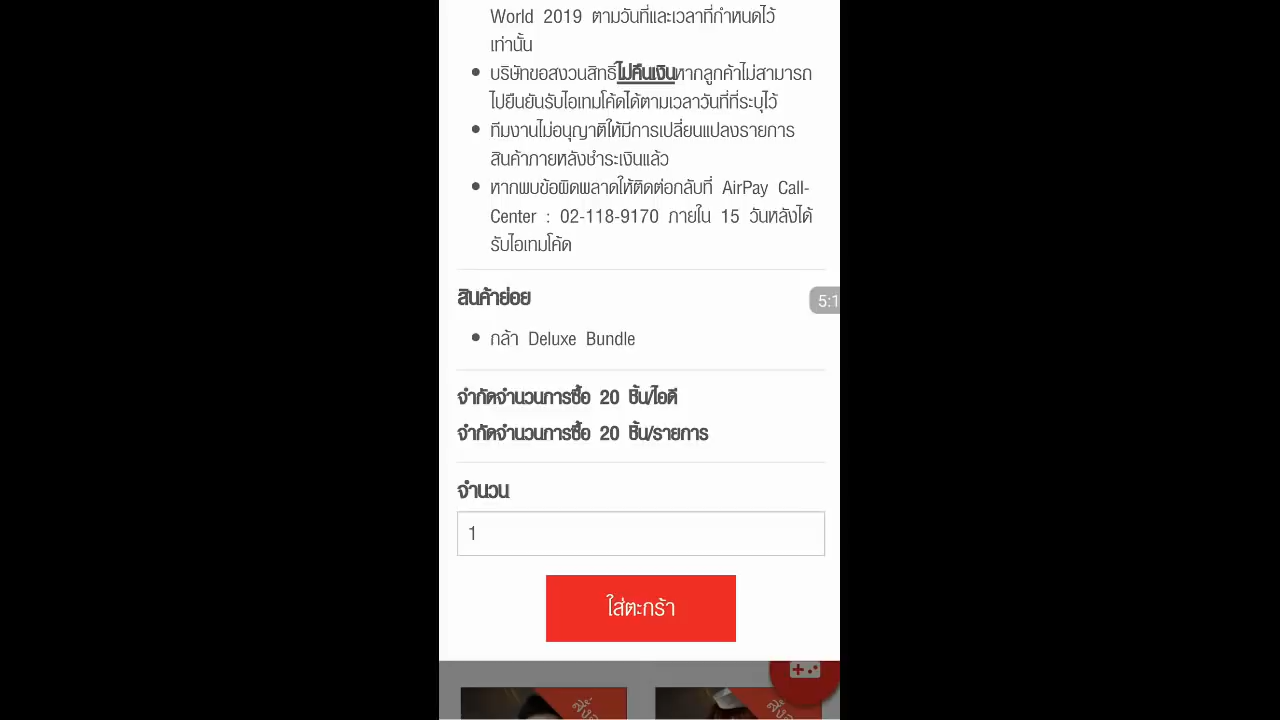 World 2019 ตามวันที่และเวลาที่กำหนดไว้
เท่านั้น
บริษัทขอสงวนสิทธิ์ไม่คืนเงินหากลูกค้าไม่สามารถ
ไปยืนยันรับไอเทมโค้ดได้ตามเวลาวันที่ที่ระบุไว้
ทีมงานไม่อนุญาติให้มีการเปลี่ยนแปลงรายการ
สินค้าภายหลังชำระเงินแล้ว
หากพบข้อผิดพลาดให้ติดต่อกลับที่ AirPay Call-
Center : 02-118-9170 ภายใน 15 วันหลังได้
รับไอเทมโค้ด
สินค้าย่อย
5:1
กล้า Deluxe Bundle
จำกัดจำนวนการซื้อ 20 ชิ้น/ไอดี
จำกัดจำนวนการซื้อ 20 ชิ้น/รายการ
จำนวน
1
ใส่ตะกร้า